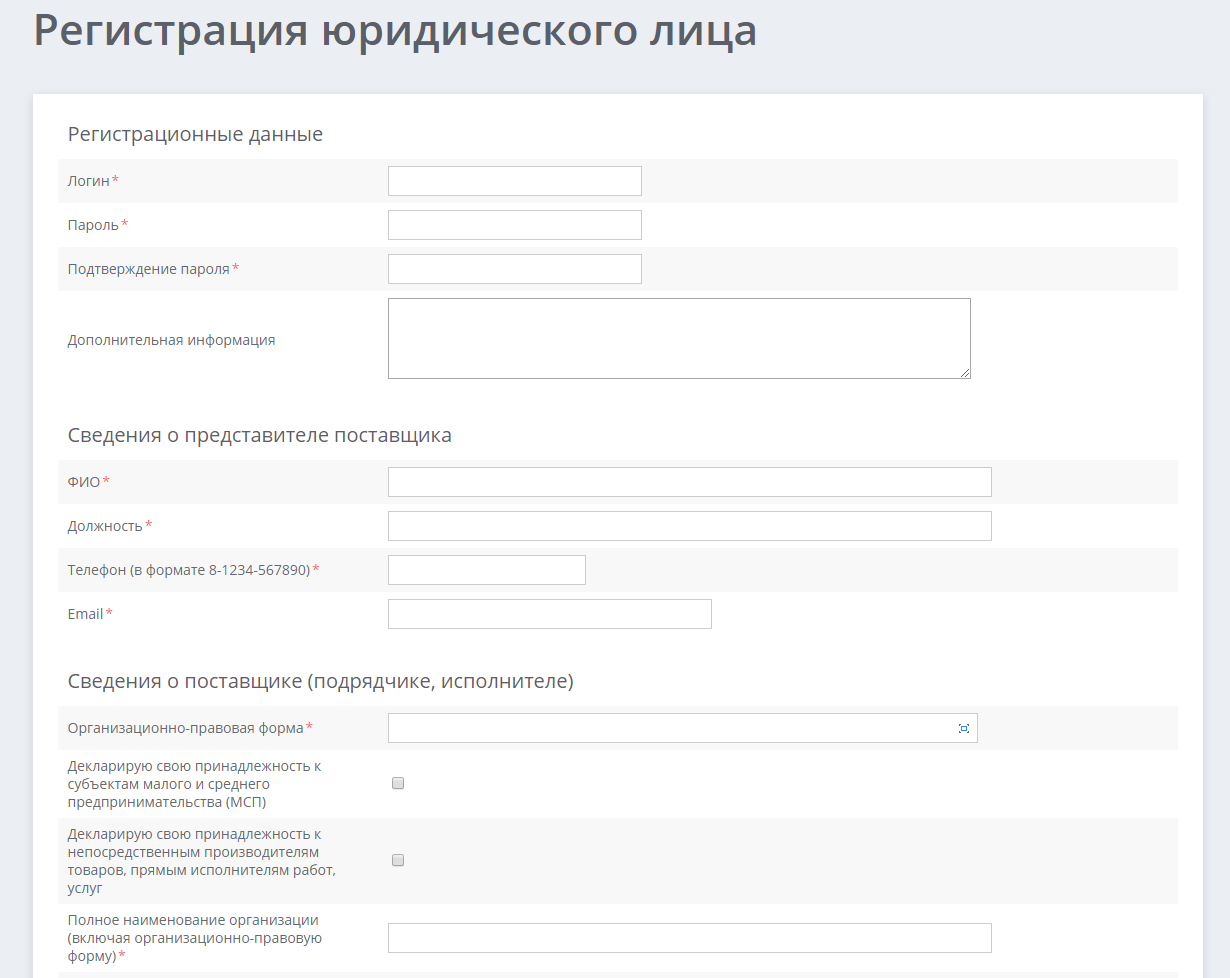 Регистрация юридического лица
Регистрационные данные
Логин*
Пароль*
Подтверждение пароля*
Дополнительная информация
Сведения о представителе поставщика
ФИО*
Должность*
Телефон (в формате 8-1234-567890)*
Email*
Сведения о поставщике (подрядчике, исполнителе)
Организационно-правовая форма*
Декларирую свою принадлежность к
субъектам малого и среднего
предпринимательства (МСП)
Декларирую свою принадлежность к
непосредственным производителям
товаров, прямым исполнителям работ,
услуг
Полное наименование организации
(включая организационно-правовую
форму)*